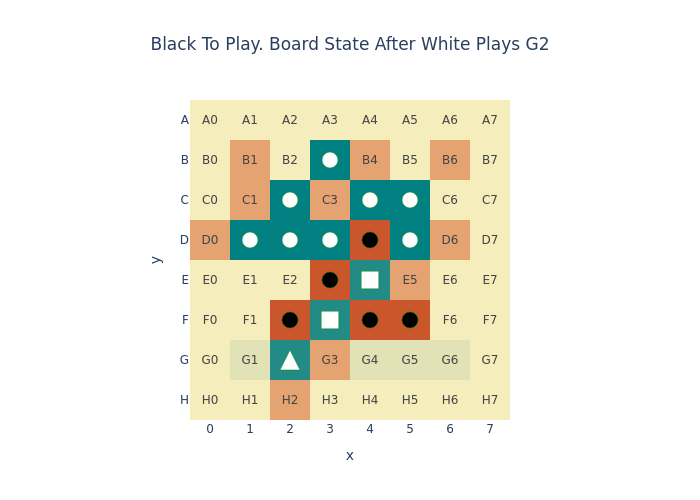 Black To Play. Board State After White Plays G2
A A0 A1 A2 A3 A4 A5 A6 A7
B B0 B1 B2 B4 B5 B6 B7
C C0 C1 C3 C6 C7
D D0 D6 D7
E E0 E1 E2 E5 E6 E7
F F0 F1 F6 F7
G G0 G1 G3 G4 G5 G6 G7
H H0 H1 H2 H3 H4 H5 H6 H7
0 1 2 3 4 5 6 7
x
y